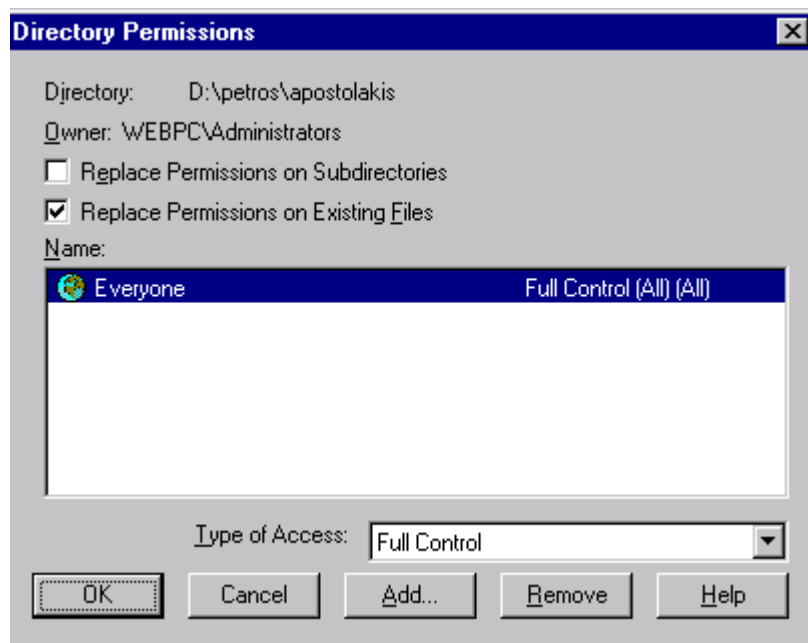 Directory Permissions
Directory: D:\petros\apostolakis
Owner: WEBPC\Administrators
Replace Permissions on Subdirectories
Replace Permissions on Existing Files
Name:
Everyone Full Control (All) (All)
Type of Access: Full Control
OK Cancel Add... Remove Help